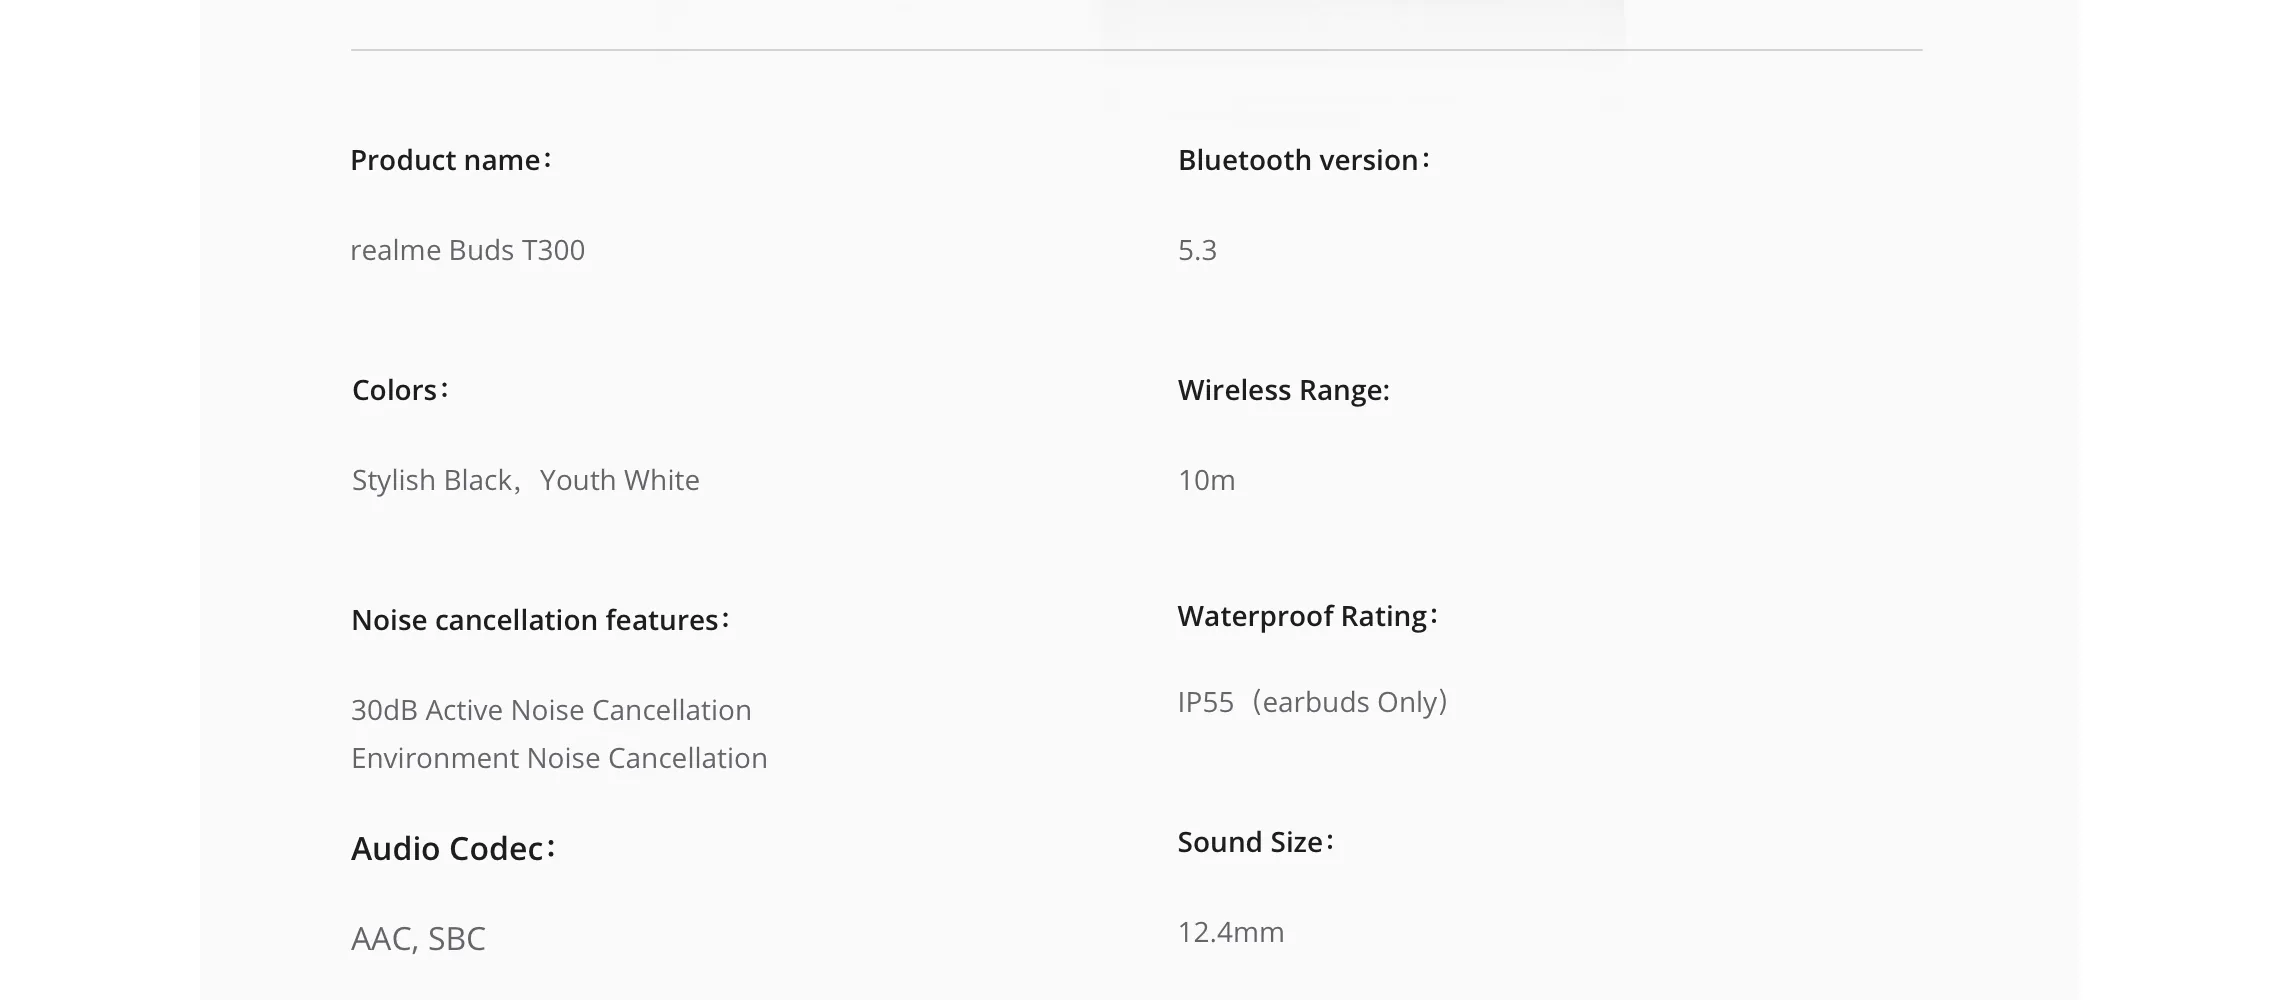 Product name：
realme Buds T300
Colors：
Stylish Black，Youth White
Noise cancellation features：
30dB Active Noise Cancellation
Environment Noise Cancellation
Audio Codec：
AAC, SBC
Bluetooth version：
5.3
Wireless Range:
10m
Waterproof Rating：
IP55（earbuds Only）
Sound Size：
12.4mm